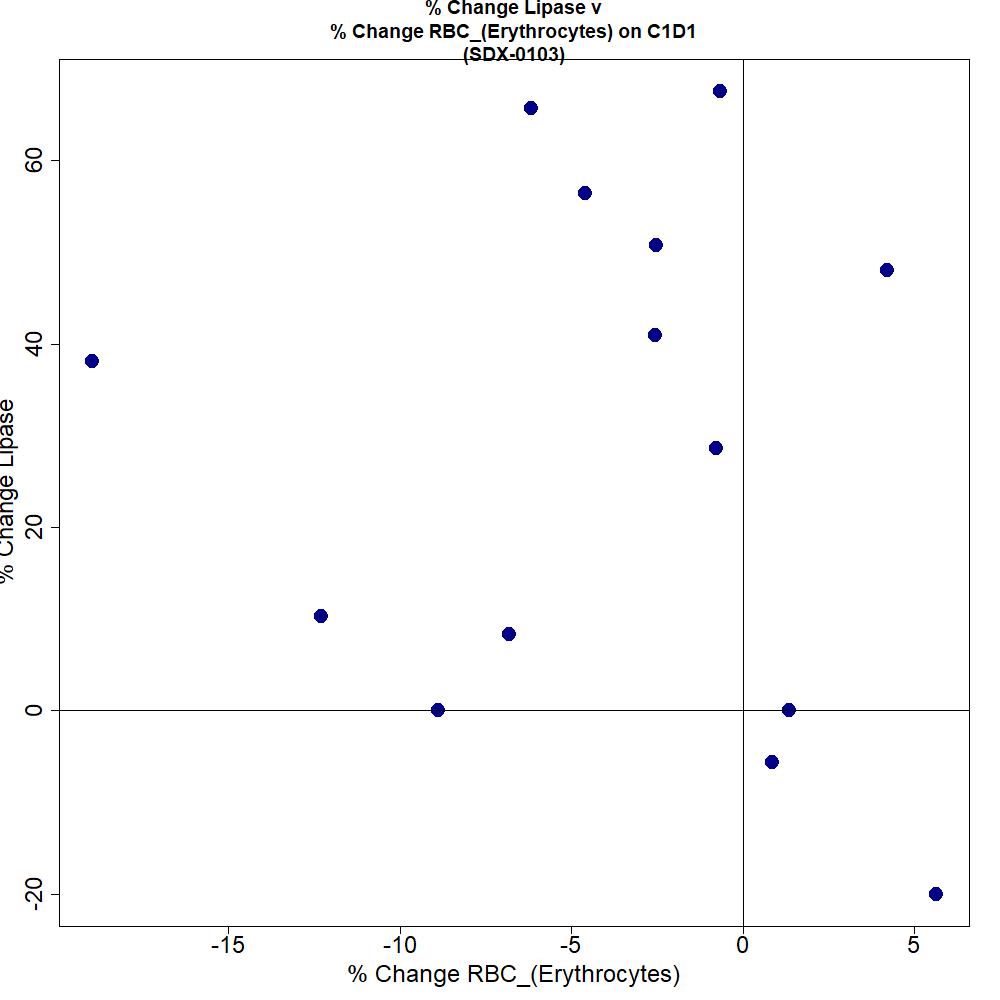 % Change Lipase v
% Change RBC_(Erythrocytes) on C1D1
(SDX-0103)
% Change Lipase
60
40
20
0
-20
-15
-10
-5
0
5
% Change RBC_(Erythrocytes)